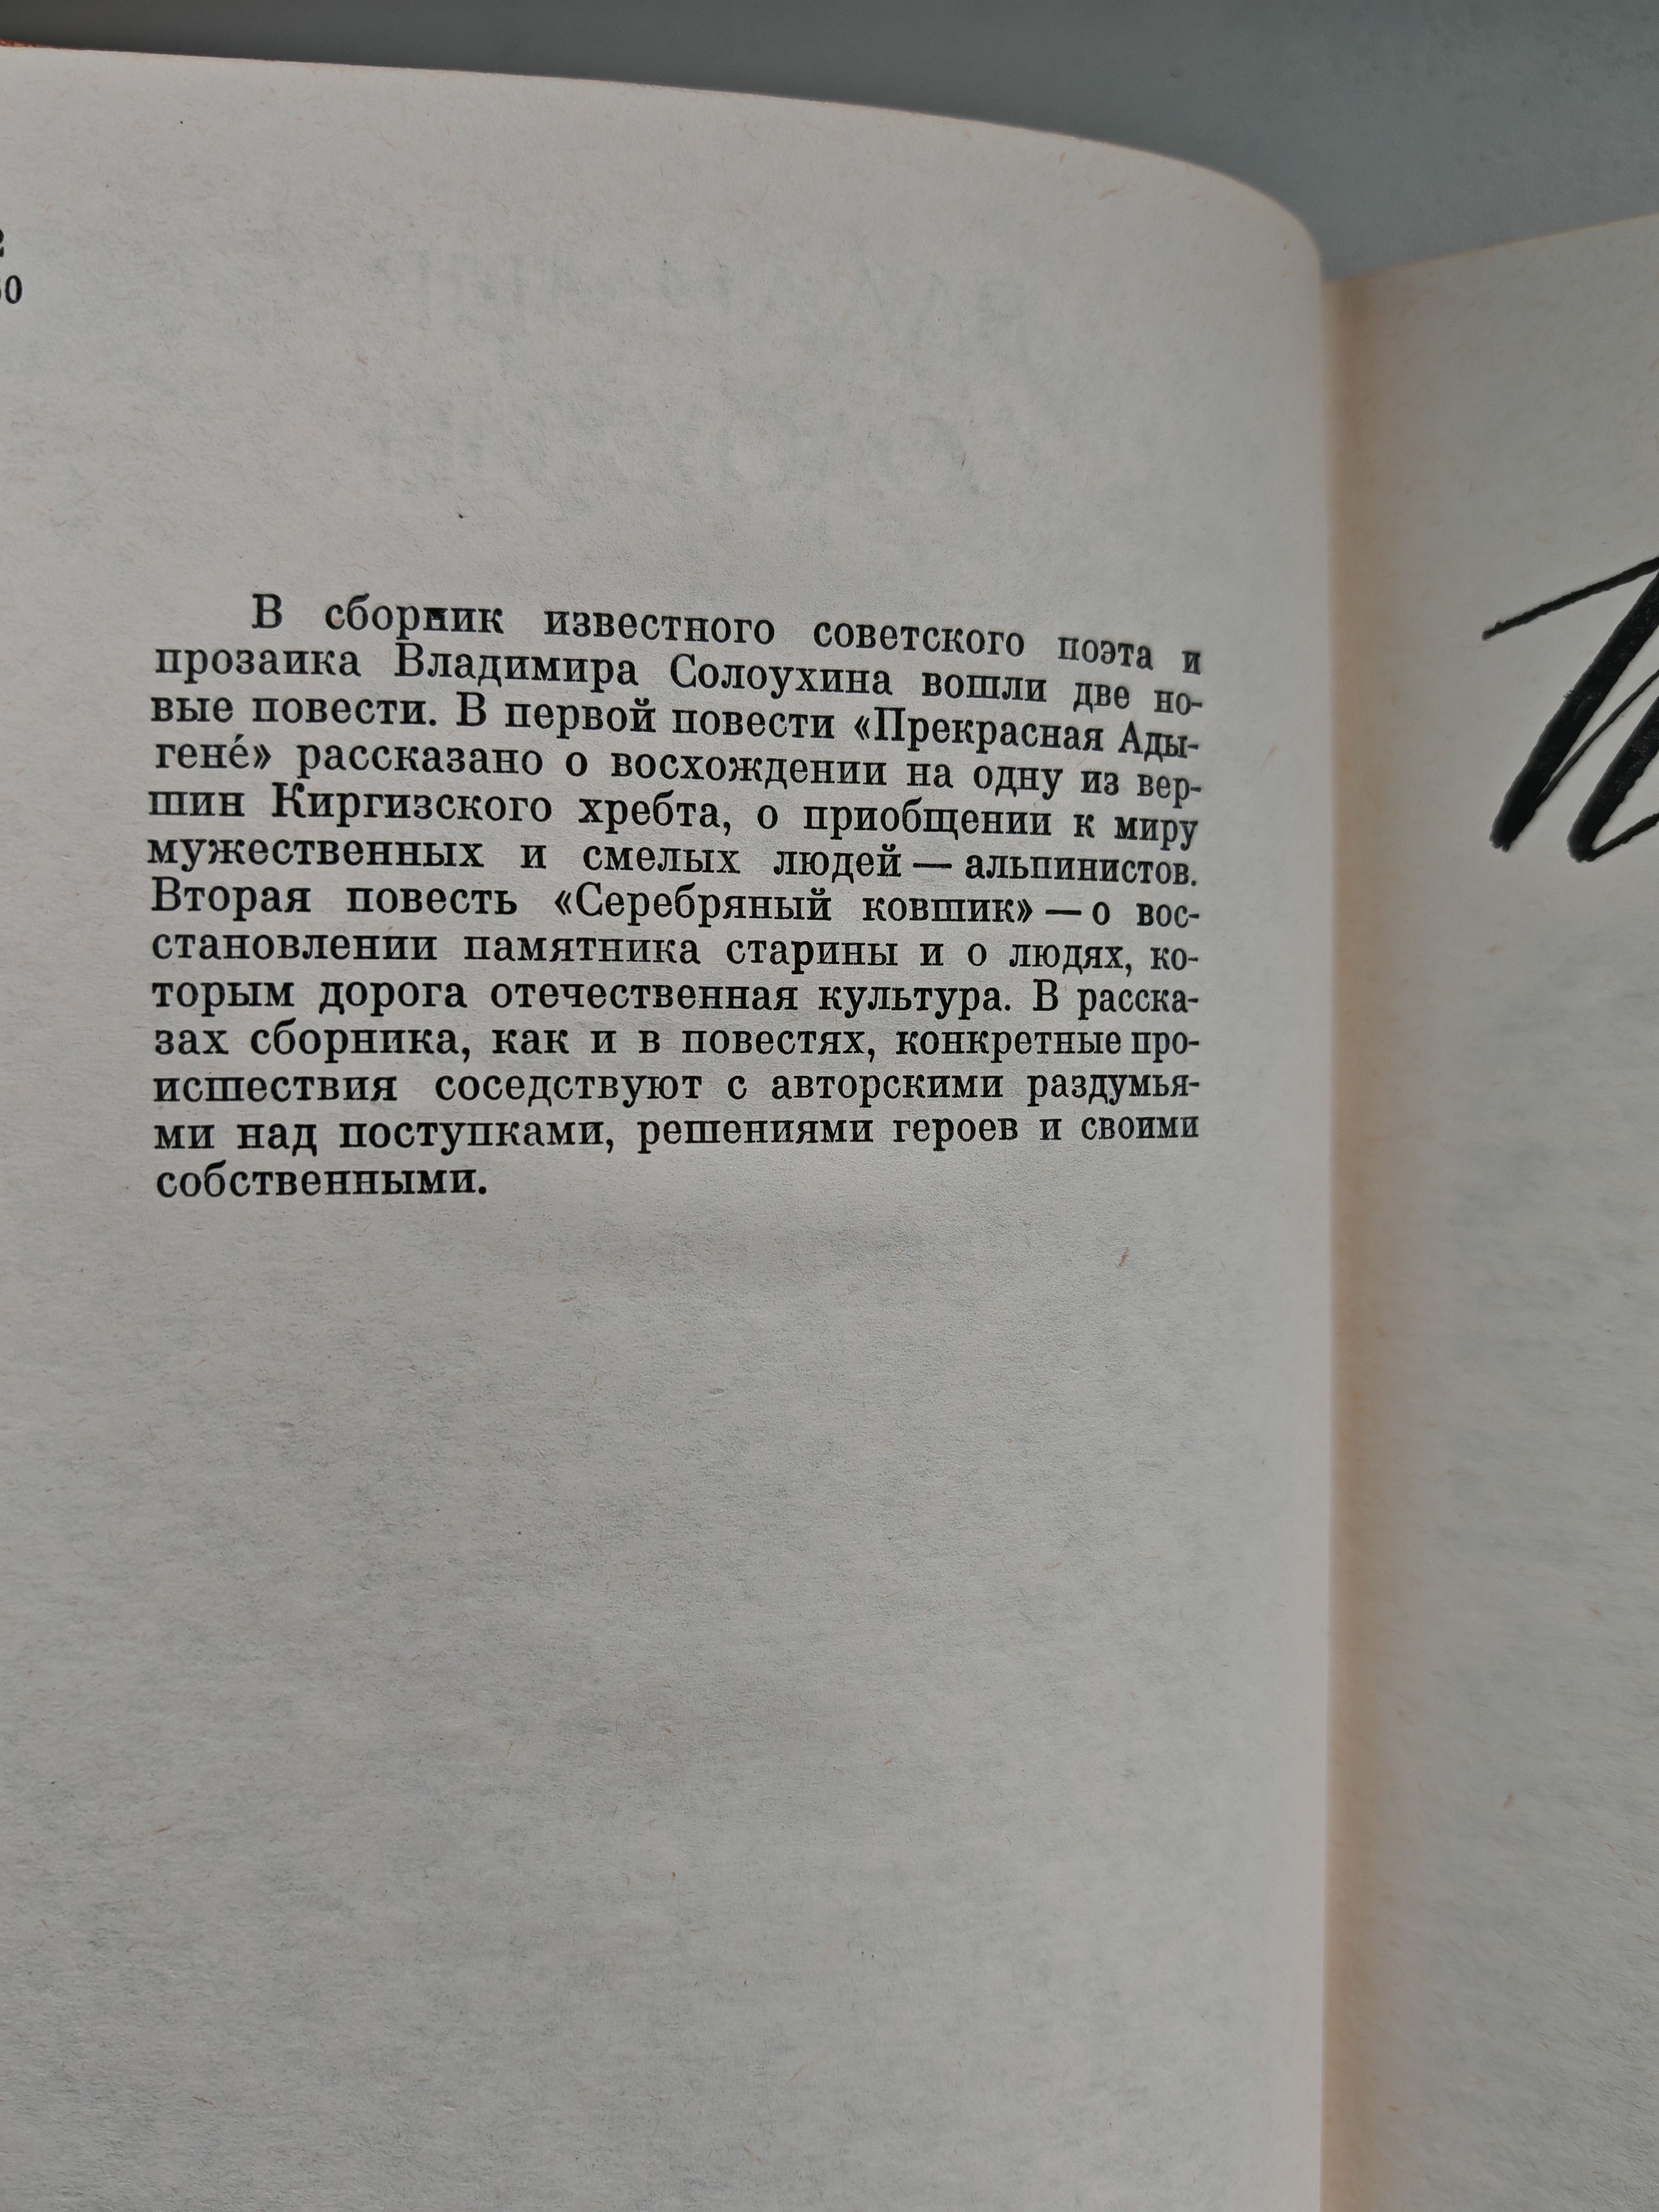 В сборник известного советского поэта и
прозаика Владимира Солоухина вошли две но-
вые повести. В первой повести «Прекрасная Ады-
гене́» рассказано о восхождении на одну из вер-
шин Киргизского хребта, о приобщении к миру
мужественных и смелых людей — альпинистов.
Вторая повесть «Серебряный ковшик» — о вос-
становлении памятника старины и о людях, ко-
торым дорога отечественная культура. В расска-
зах сборника, как и в повестях, конкретные про-
исшествия соседствуют с авторскими раздумья-
ми над поступками, решениями героев и своими
собственными.